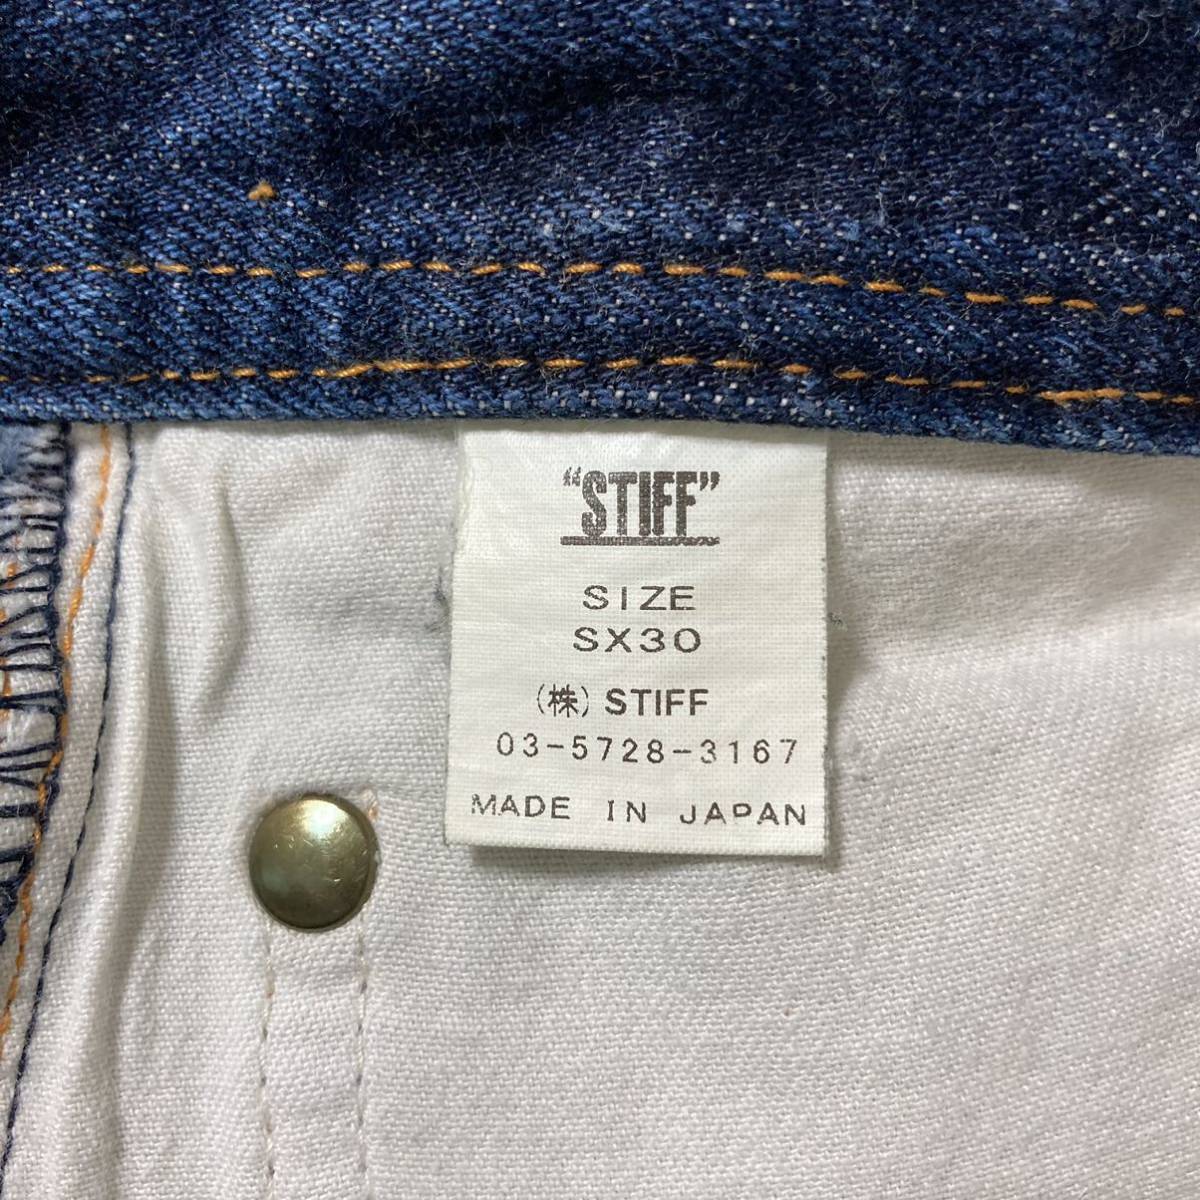 “STIFF”
SIZE
SX30
(株) STIFF
03-5728-3167
MADE IN JAPAN